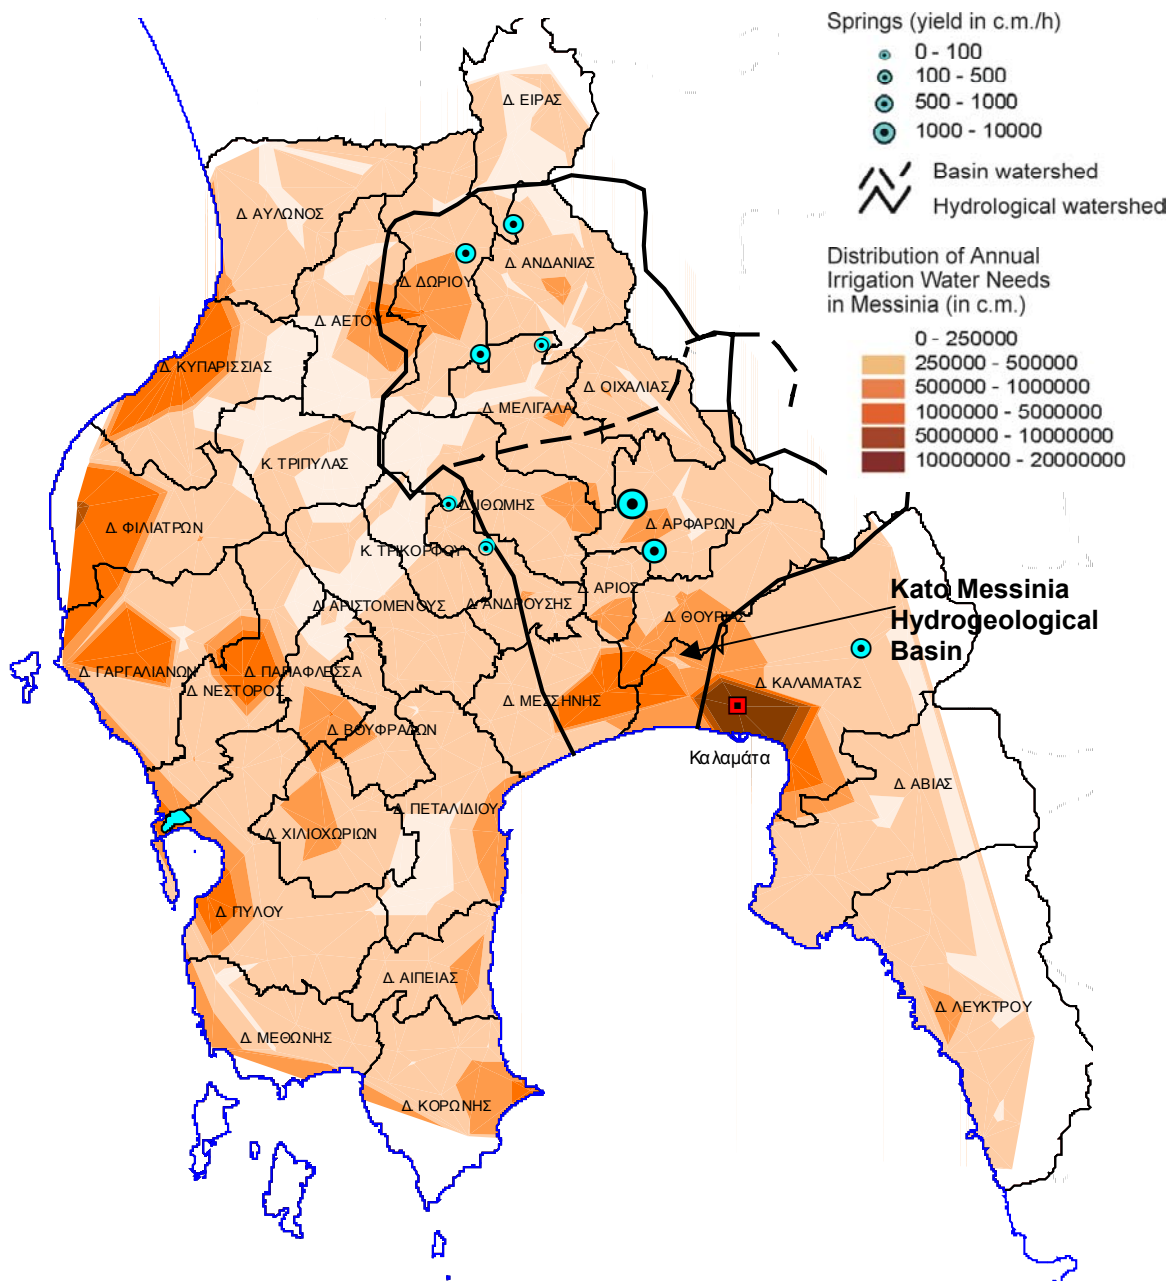 Springs (yield in c.m./h)
0 - 100
100 - 500
500 - 1000
1000 - 10000
Basin watershed
Hydrological watershed
Distribution of Annual
Irrigation Water Needs
in Messinia (in c.m.)
0 - 250000
250000 - 500000
500000 - 1000000
1000000 - 5000000
5000000 - 10000000
10000000 - 20000000
Δ. ΕΙΡΑΣ
Δ. ΑΥΛΩΝΟΣ
Δ. ΑΝΔΑΝΙΑΣ
Δ. ΔΩΡΙΟΥ
Δ. ΑΕΤΟΥ
Δ. ΚΥΠΑΡΙΣΣΙΑΣ
Δ. ΟΙΧΑΛΙΑΣ
Δ. ΜΕΛΙΓΑΛΑ
Κ. ΤΡΙΠΥΛΑΣ
Δ. ΙΘΩΜΗΣ
Δ. ΦΙΛΙΑΤΡΩΝ
Δ. ΑΡΦΑΡΩΝ
Κ. ΤΡΙΚΟΡΦΟΥ
Δ. ΑΡΙΟΣ
Kato Messinia
Hydrogeological
Basin
Δ. ΑΡΙΣΤΟΜΕΝΟΥΣ
Δ. ΑΝΔΡΟΥΣΗΣ
Δ. ΘΟΥΡΙΑΣ
Δ. ΓΑΡΓΑΛΙΑΝΩΝ
Δ. ΠΑΠΑΦΛΕΣΣΑ
Δ. ΝΕΣΤΟΡΟΣ
Δ. ΚΑΛΑΜΑΤΑΣ
Δ. ΜΕΣΣΗΝΗΣ
Δ. ΒΟΥΦΡΑΔΩΝ
Καλαμάτα
Δ. ΑΒΙΑΣ
Δ. ΠΕΤΑΛΙΔΙΟΥ
Δ. ΧΙΛΙΟΧΩΡΙΩΝ
Δ. ΠΥΛΟΥ
Δ. ΑΙΠΕΙΑΣ
Δ. ΛΕΥΚΤΡΟΥ
Δ. ΜΕΘΩΝΗΣ
Δ. ΚΟΡΩΝΗΣ